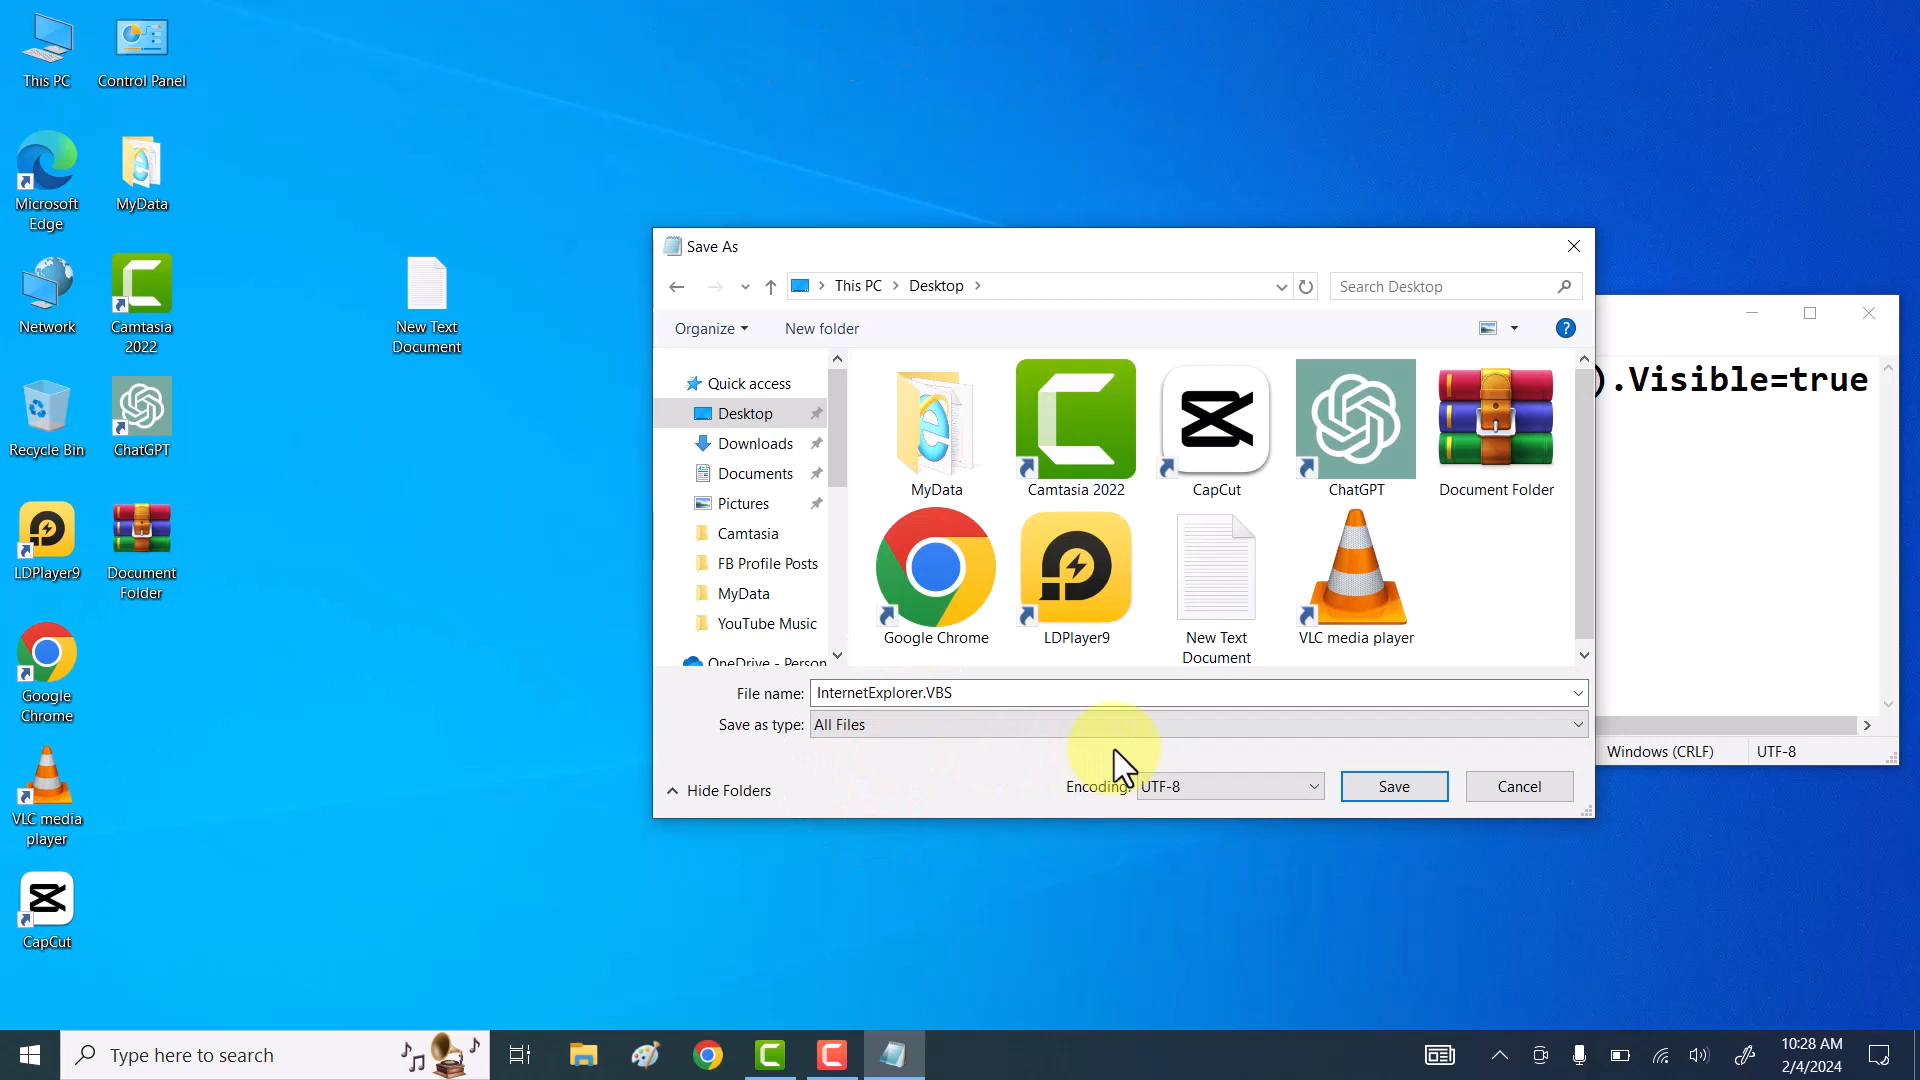 This PC
Control Panel
Microsoft
Edge
MyData
Network
Camtasia
2022
New Text
Document
Recycle Bin
ChatGPT
LDPlayer9
Document
Folder
Google
Chrome
VLC media
player
CapCut
Save As
This PC > Desktop >
Search Desktop
Organize
New folder
Quick access
Desktop
Downloads
Documents
Pictures
Camtasia
FB Profile Posts
MyData
YouTube Music
OneDrive - Person
MyData
Camtasia 2022
CapCut
ChatGPT
Document Folder
Google Chrome
LDPlayer9
New Text
Document
VLC media player
File name: InternetExplorer.VBS
Save as type: All Files
Hide Folders
Encoding: UTF-8
Save
Cancel
).Visible=true
Windows (CRLF)
UTF-8
Type here to search
10:28 AM
2/4/2024